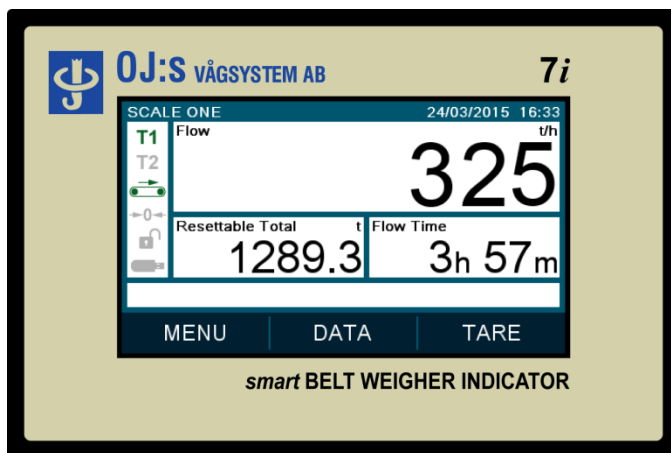 OJ:S VÅGSYSTEM AB 7i
SCALE ONE 24/03/2015 16:33
T1 Flow t/h
T2
325
→0←
Resettable Total t Flow Time
1289.3 3h 57m
MENU DATA TARE
smart BELT WEIGHER INDICATOR